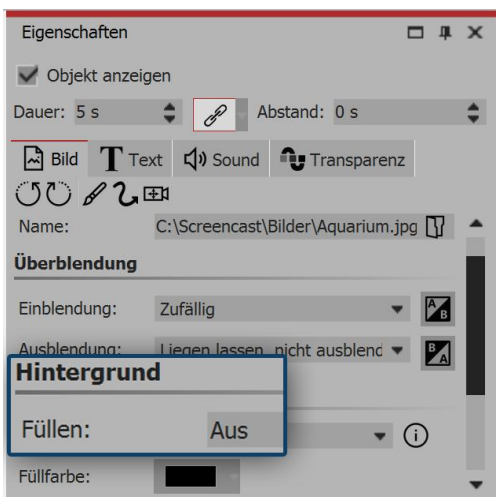 Eigenschaften
Objekt anzeigen
Dauer: 5 s Abstand: 0 s
Bild Text Sound Transparenz
Name: C:\Screencast\Bilder\Aquarium.jpg
Überblendung
Einblendung: Zufällig A B
Ausblendung: Liegen lassen, nicht ausblend B A
Hintergrund
Füllen: Aus
Füllfarbe: